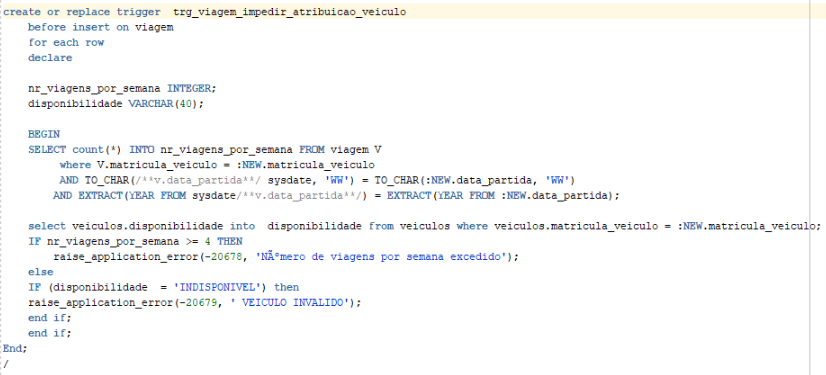 create or replace trigger  trg_viagem_impedir_atribuicao_veiculo
before insert on viagem
for each row
declare
nr_viagens_por_semana INTEGER;
disponibilidade VARCHAR(40);
BEGIN
SELECT count(*) INTO nr_viagens_por_semana FROM viagem V
where V.matricula_veiculo = :NEW.matricula_veiculo
AND TO_CHAR(/**v.data_partida**/ sysdate, 'WW') = TO_CHAR(:NEW.data_partida, 'WW')
AND EXTRACT(YEAR FROM sysdate/**v.data_partida**/) = EXTRACT(YEAR FROM :NEW.data_partida);
select veiculos.disponibilidade into  disponibilidade from veiculos where veiculos.matricula_veiculo = :NEW.matricula_veiculo;
IF nr_viagens_por_semana >= 4 THEN
raise_application_error(-20678, 'NÃºmero de viagens por semana excedido');
else
IF (disponibilidade  = 'INDISPONIVEL') then
raise_application_error(-20679, ' VEICULO INVALIDO');
end if;
end if;
End;
/